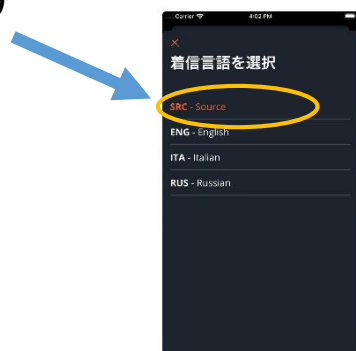 Carrier 4:02 PM
着信言語を選択
SRC - Source
ENG - English
ITA - Italian
RUS - Russian